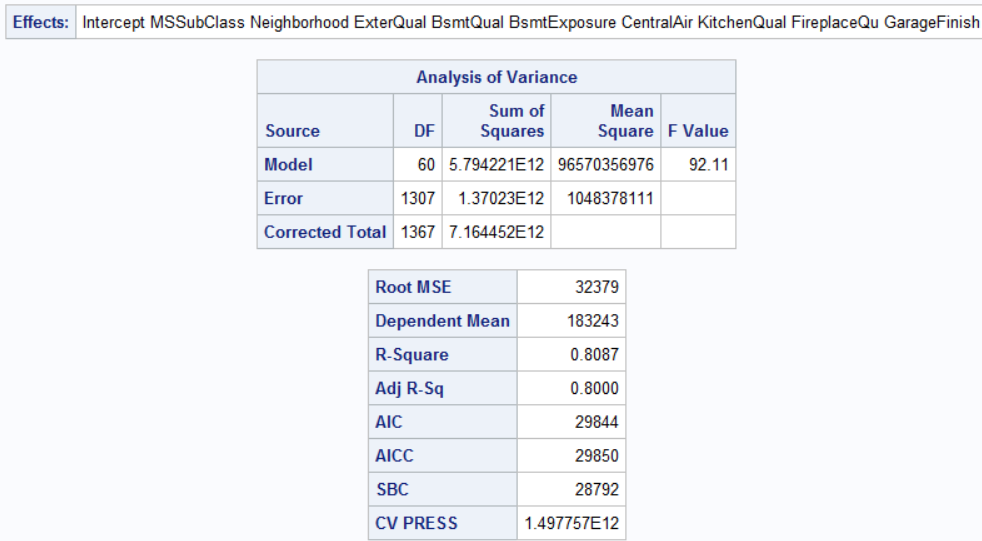 Effects: Intercept MSSubClass Neighborhood ExterQual BsmtQual BsmtExposure CentralAir KitchenQual FireplaceQu GarageFinish
Analysis of Variance
Source DF Sum of Squares Mean Square F Value
Model 60 5.794221E12 96570356976 92.11
Error 1307 1.37023E12 1048378111
Corrected Total 1367 7.164452E12
Root MSE 32379
Dependent Mean 183243
R-Square 0.8087
Adj R-Sq 0.8000
AIC 29844
AICC 29850
SBC 28792
CV PRESS 1.497757E12